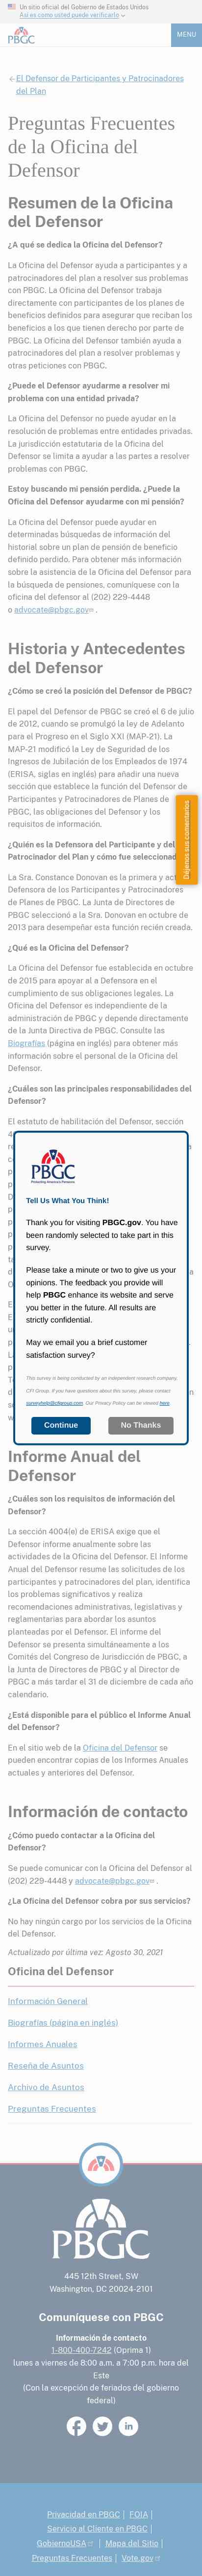 Un sitio oficial del Gobierno de Estados Unidos
Así es como usted puede verificarlo
PBGC
MENU
El Defensor de Participantes y Patrocinadores
del Plan
Preguntas Frecuentes
de la Oficina del
Defensor
Resumen de la Oficina
del Defensor
¿A qué se dedica la Oficina del Defensor?
La Oficina del Defensor ayuda a participantes y a
patrocinadores del plan a resolver sus problemas
con PBGC. La Oficina del Defensor trabaja
directamente con participantes de los planes de
beneficios definidos para asegurar de que reciban
los beneficios a los que tienen derecho conforme
a la ley. PBGC. La Oficina del Defensor también ayuda a
patrocinadores del plan a resolver problemas u
otras peticiones con PBGC.
¿Puede el Defensor ayudarme a resolver mi
problema con una entidad privada?
La Oficina del Defensor no puede ayudar en la
resolución de problemas entre entidades privadas.
La jurisdicción estatutaria de la Oficina del
Defensor se limita a ayudar a las partes a resolver
problemas con PBGC.
Estoy buscando mi pensión perdida. ¿Puede la
Oficina del Defensor ayudarme con mi pensión?
La Oficina del Defensor puede ayudar en
determinadas búsquedas de información del
historial sobre un plan de pensión de beneficio
definido. Para pedir más información sobre la
asistencia de la Oficina del Defensor relacionada a
la búsqueda de pensiones, comuníquese con la
oficina del defensor al (202) 229-4448
o advocate@pbgc.gov .
Historia y Antecedentes
del Defensor
¿Cómo se creó la posición del Defensor de PBGC?
El papel del Defensor de PBGC se creó el 6 de julio
de 2012, cuando se promulgó la ley de Adelanto
para el Progreso en el Siglo XXI (MAP-21). La
MAP-21 modificó la Ley de Seguridad de los
Ingresos Jubilatorios de los Empleados de 1974
(ERISA, siglas en inglés) para añadir una nueva
sección que establece las funciones del Defensor
de Participantes y Patrocinadores de Planes de
PBGC, las obligaciones del Defensor y los
requisitos de información.
¿Quién es la Defensora del Participante y del
Patrocinador del Plan y cómo fue seleccionada?
La Sra. Constance Donovan es la primera y actual
Defensora de los Participantes y Patrocinadores
de Planes de PBGC. La Junta de Directores de
PBGC seleccionó a la Sra. Donovan en octubre de
2013 para desempeñar esta función recién creada.
¿Qué es la Oficina del Defensor?
La Oficina del Defensor fue establecida en octubre
de 2015 para apoyar al a Defensora en el
cumplimiento de sus obligaciones legales. La
Oficina del Defensor es independiente de la
administración de PBGC y depende directamente
de la Junta Directiva de PBGC. Consulte las
Biografías (página en inglés) para obtener más
información sobre el personal de la Oficina del
Defensor.
¿Cuáles son las principales responsabilidades del
Defensor?
El estatuto de habilitación del Defensor, sección
PBGC
Protecting America's Pensions
Tell Us What You Think!
Thank you for visiting PBGC.gov. You have
been randomly selected to take part in this
survey.
Please take a minute or two to give us your
opinions. The feedback you provide will
help PBGC enhance its website and serve
you better in the future. All results are
strictly confidential.
May we email you a brief customer
satisfaction survey?
This survey is being conducted by an independent research company,
CFI Group. If you have questions about this survey, please contact
surveyhelp@cfigroup.com. Our Privacy Policy can be viewed here.
Continue
No Thanks
Déjenos sus comentarios
Informe Anual del
Defensor
¿Cuáles son los requisitos de información del
Defensor?
La sección 4004(e) de ERISA exige que el
Defensor someta anualmente un informe
sobre las actividades de la Oficina del Defensor. El Informe
Anual del Defensor resume las solicitudes de
participantes y patrocinadores del plan, identifica
problemas significativos y realiza
recomendaciones administrativas, legislativas y
reglamentarias para abordar los asuntos
planteados por el Defensor. El informe del
Defensor se presenta simultáneamente a los
Comités del Congreso de Jurisdicción de PBGC, a
la Junta de Directores de PBGC y al Director de
PBGC a más tardar el 31 de diciembre de cada año
calendario.
¿Está disponible para el público el Informe Anual
del Defensor?
En el sitio web de la Oficina del Defensor se
pueden encontrar copias de los Informes Anuales
actuales y anteriores del Defensor.
Información de contacto
¿Cómo puedo contactar a la Oficina del
Defensor?
Se puede comunicar con la Oficina del Defensor al
(202) 229-4448 y advocate@pbgc.gov .
¿La Oficina del Defensor cobra por sus servicios?
No hay ningún cargo por los servicios de la Oficina
del Defensor.
Actualizado por última vez: Agosto 30, 2021
Oficina del Defensor
Información General
Biografías (página en inglés)
Informes Anuales
Reseña de Asuntos
Archivo de Asuntos
Preguntas Frecuentes
PBGC
445 12th Street, SW
Washington, DC 20024-2101
Comuníquese con PBGC
Información de contacto
1-800-400-7242 (Oprima 1)
lunes a viernes de 8:00 a.m. a 7:00 p.m. hora del
Este
(Con la excepción de feriados del gobierno
federal)
Privacidad en PBGC | FOIA |
Servicio al Cliente en PBGC |
GobiernoUSA | Mapa del Sitio |
Preguntas Frecuentes | Vote.gov